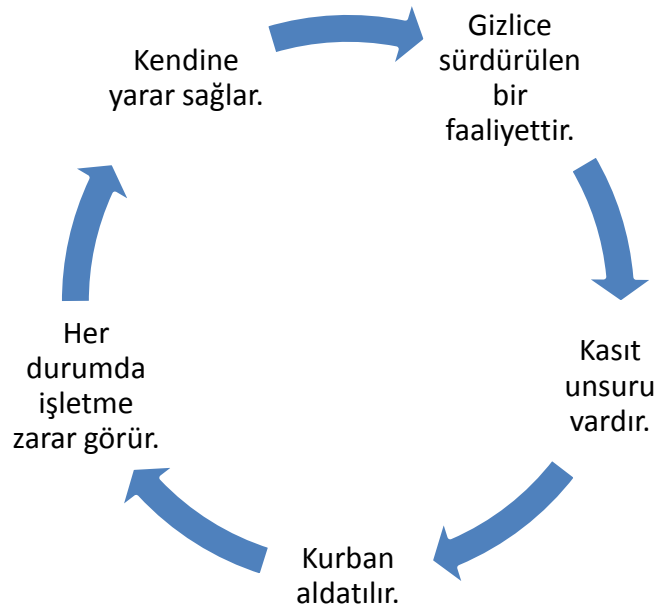 Kendine
yarar sağlar.
Gizlice
sürdürülen
bir
faaliyettir.
Kasıt
unsuru
vardır.
Kurban
aldatılır.
Her
durumda
işletme
zarar görür.